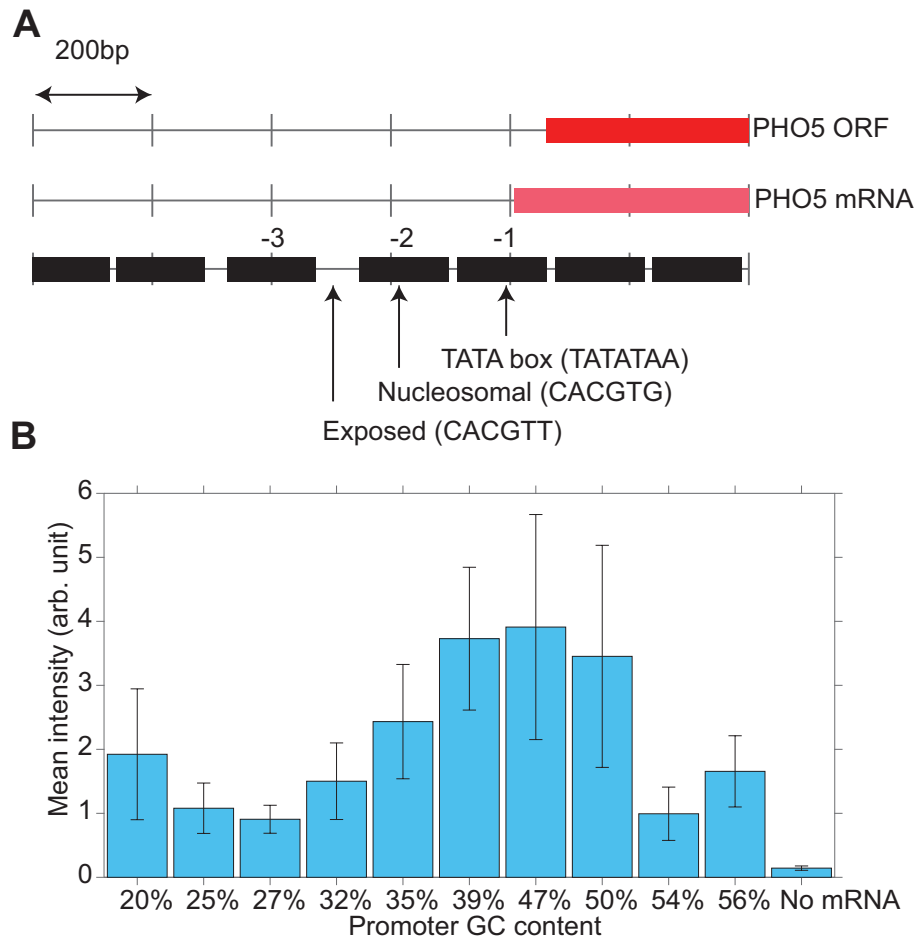 A
200bp
PHO5 ORF
PHO5 mRNA
-3 -2 -1
TATA box (TATATAA)
Nucleosomal (CACGTG)
Exposed (CACGTT)
B
6
5
4
3
2
1
0
Mean intensity (arb. unit)
20% 25% 27% 32% 35% 39% 47% 50% 54% 56% No mRNA
Promoter GC content